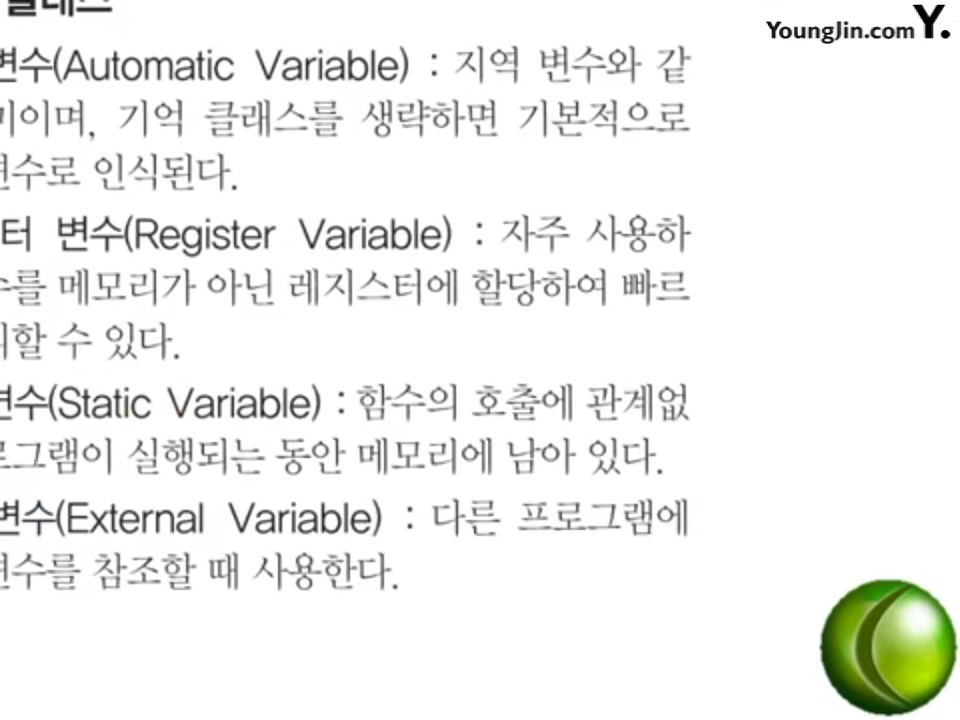 클래스
YoungJin.com Y.
변수(Automatic Variable) : 지역 변수와 같
미이며, 기억 클래스를 생략하면 기본적으로
변수로 인식된다.
터 변수(Register Variable) : 자주 사용하
수를 메모리가 아닌 레지스터에 할당하여 빠르
리할 수 있다.
변수(Static Variable) : 함수의 호출에 관계없
로그램이 실행되는 동안 메모리에 남아 있다.
변수(External Variable) : 다른 프로그램에
변수를 참조할 때 사용한다.